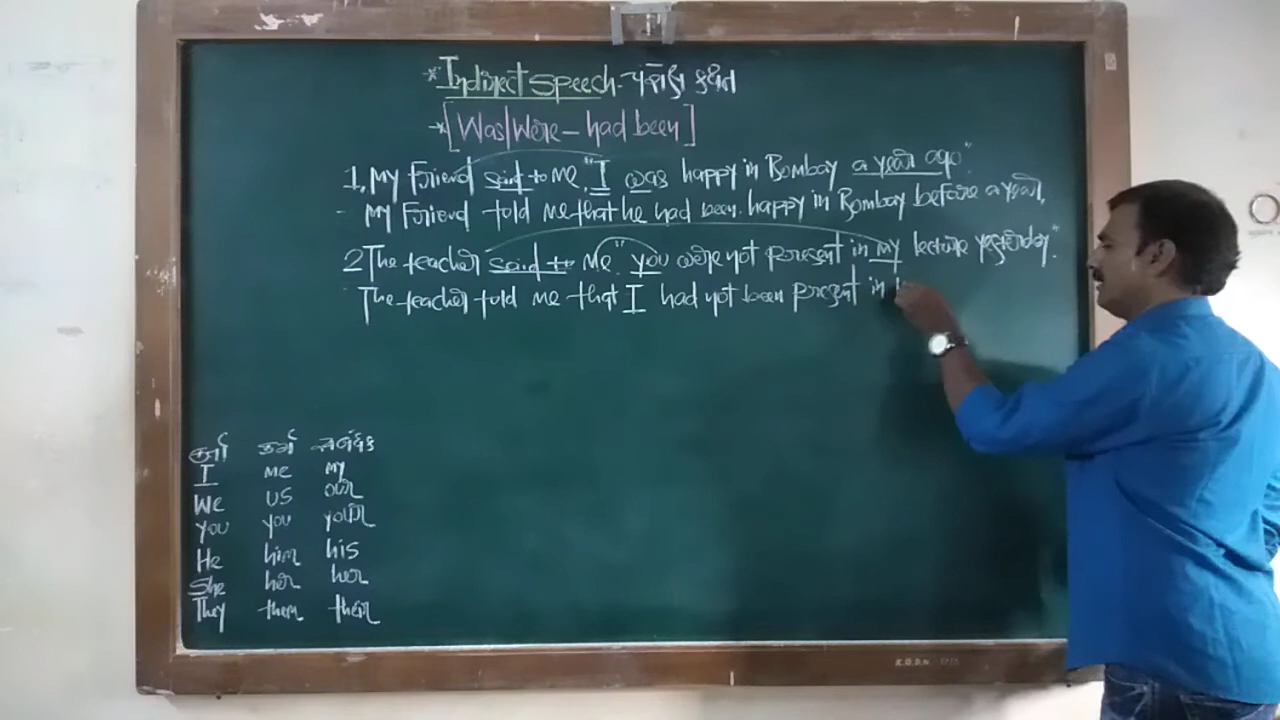 * Indirect speech - પરોક્ષ કથન
* [Was/Were - had been]
1, My friend said to me, "I was happy in Bombay a year ago".
- My friend told me that he had been happy in Bombay before a year,
2 The teacher said to me "you were not present in my lecture yesterday."
The teacher told me that I had not been present in
કર્તા કર્મ સંબંધક
I me my
We us our
you you your
He him his
She her her
They them their